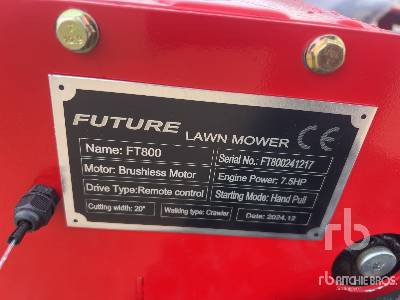 FUTURE LAWN MOWER CE
Name: FT800
Serial No.: FT800241217
Motor: Brushless Motor
Engine Power: 7.5HP
Drive Type:Remote control
Starting Mode: Hand Pull
Cutting width: 20"
Walking type: Crawler
Date: 2024.12
rb
RITCHIE BROS